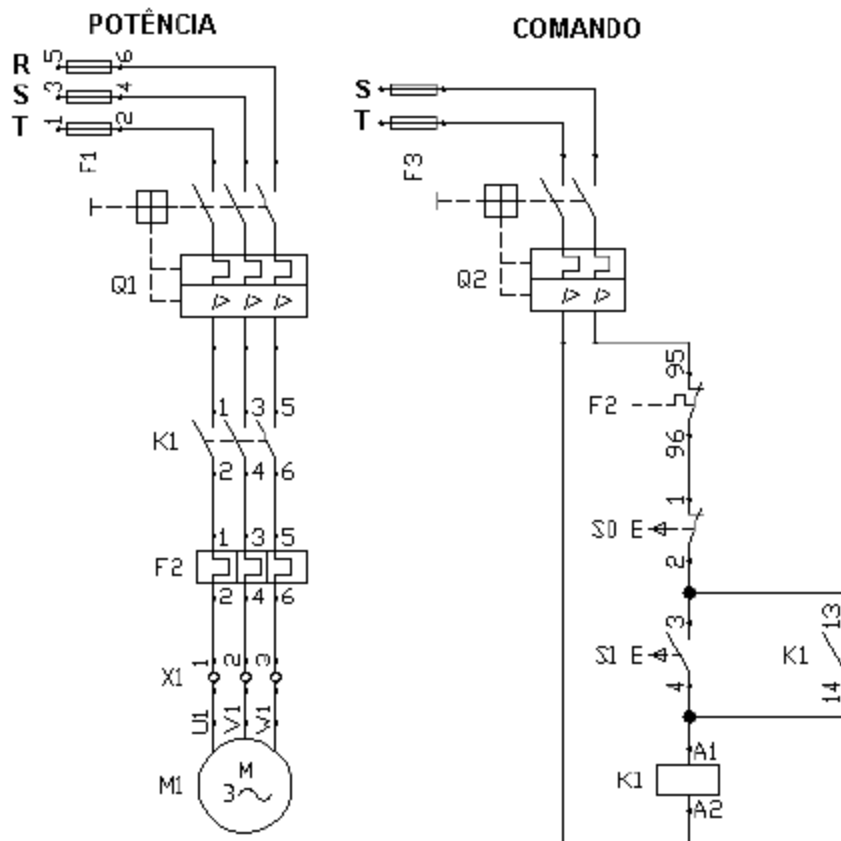 POTÊNCIA
COMANDO
R 5 6
S 3 4
T 1 2
F1
Q1
1 3 5
K1
2 4 6
1 3 5
F2
2 4 6
1 2 3
X1
U1 V1 W1
M1
M
3~
S
T
F3
Q2
95
F2
96
1
S0 E
2
3
S1 E
4
13
K1
14
A1
K1
A2